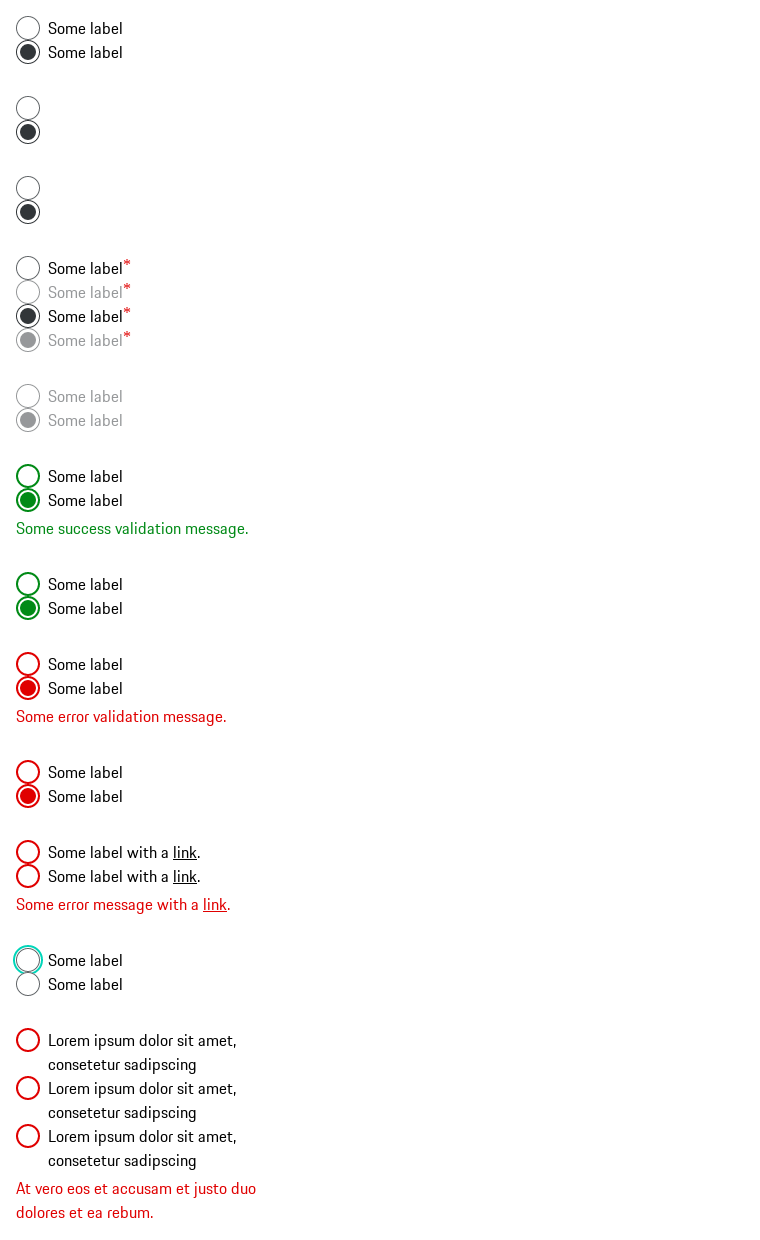 Some label
Some label
Some label*
Some label*
Some label*
Some label*
Some label
Some label
Some label
Some label
Some success validation message.
Some label
Some label
Some label
Some label
Some error validation message.
Some label
Some label
Some label with a link.
Some label with a link.
Some error message with a link.
Some label
Some label
Lorem ipsum dolor sit amet,
consetetur sadipscing
Lorem ipsum dolor sit amet,
consetetur sadipscing
Lorem ipsum dolor sit amet,
consetetur sadipscing
At vero eos et accusam et justo duo
dolores et ea rebum.